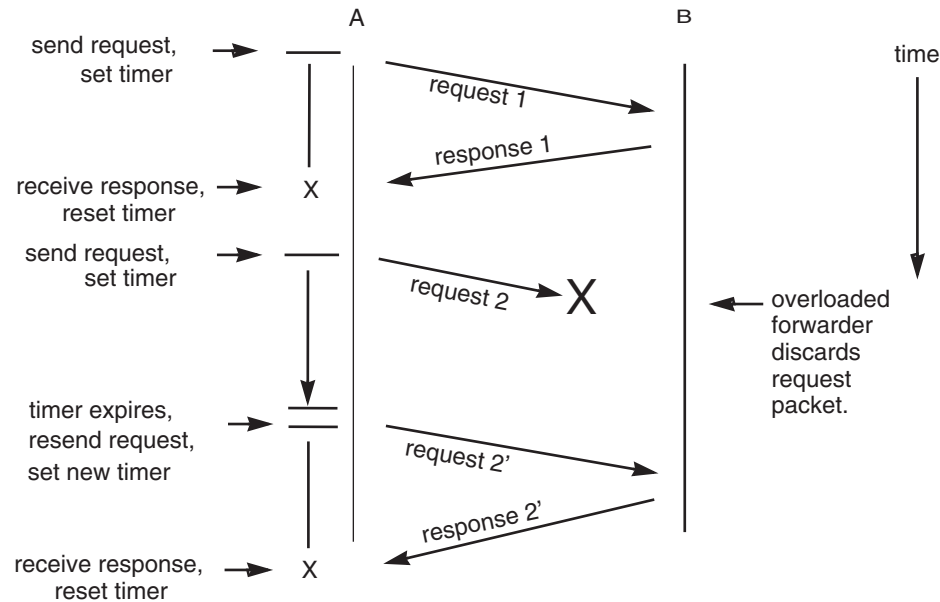 A
B
send request,
set timer
time
request 1
response 1
receive response,
reset timer
X
send request,
set timer
request 2
X
overloaded
forwarder
discards
request
packet.
timer expires,
resend request,
set new timer
request 2'
response 2'
receive response,
reset timer
X